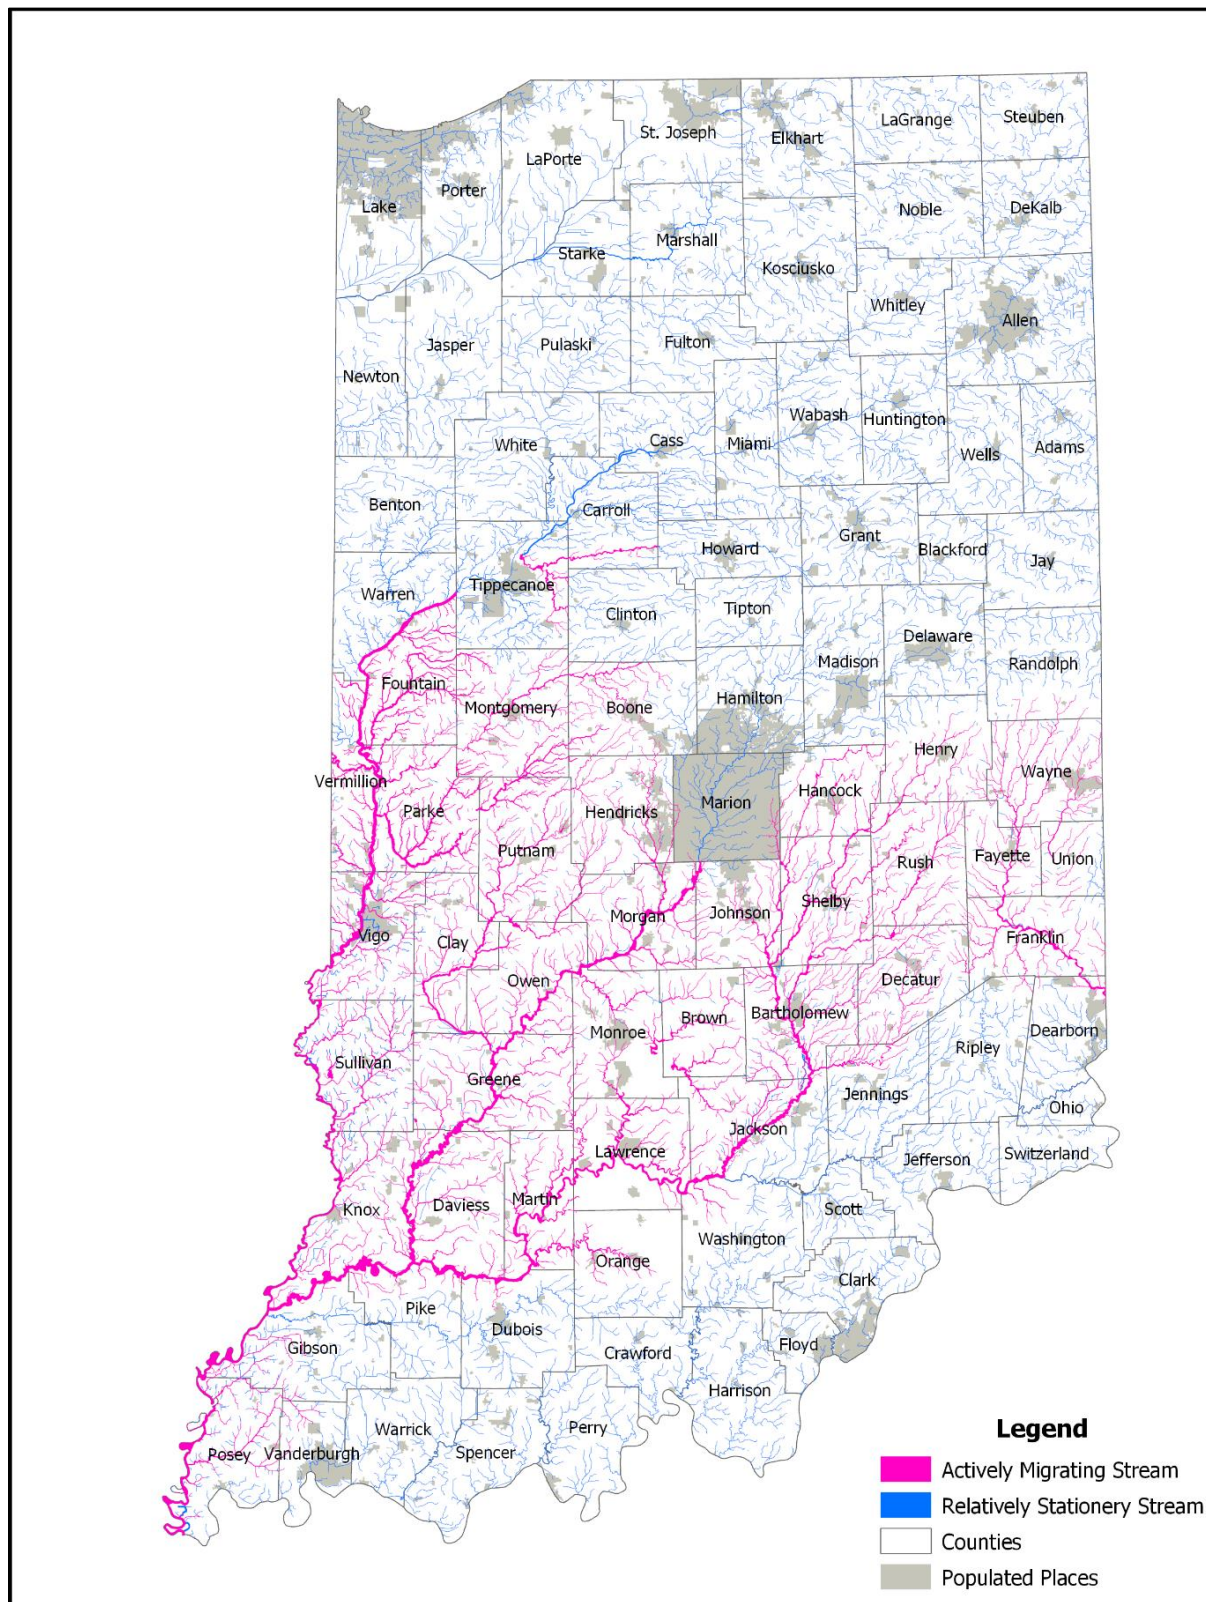 LaGrange
Steuben
St. Joseph
Elkhart
LaPorte
Porter
Lake
Noble
DeKalb
Marshall
Starke
Kosciusko
Whitley
Allen
Jasper
Pulaski
Fulton
Newton
Wabash
Huntington
White
Cass
Miami
Wells
Adams
Benton
Carroll
Grant
Howard
Blackford
Jay
Tippecanoe
Warren
Clinton
Tipton
Delaware
Madison
Randolph
Fountain
Hamilton
Montgomery
Boone
Henry
Wayne
Vermillion
Hancock
Marion
Parke
Hendricks
Putnam
Fayette
Union
Rush
Shelby
Morgan
Johnson
Vigo
Clay
Franklin
Owen
Decatur
Bartholomew
Brown
Monroe
Dearborn
Ripley
Sullivan
Greene
Jennings
Ohio
Jackson
Lawrence
Switzerland
Jefferson
Martin
Daviess
Knox
Scott
Washington
Orange
Clark
Pike
Dubois
Gibson
Floyd
Crawford
Harrison
Warrick
Perry
Spencer
Posey
Vanderburgh
Legend
Actively Migrating Stream
Relatively Stationery Stream
Counties
Populated Places